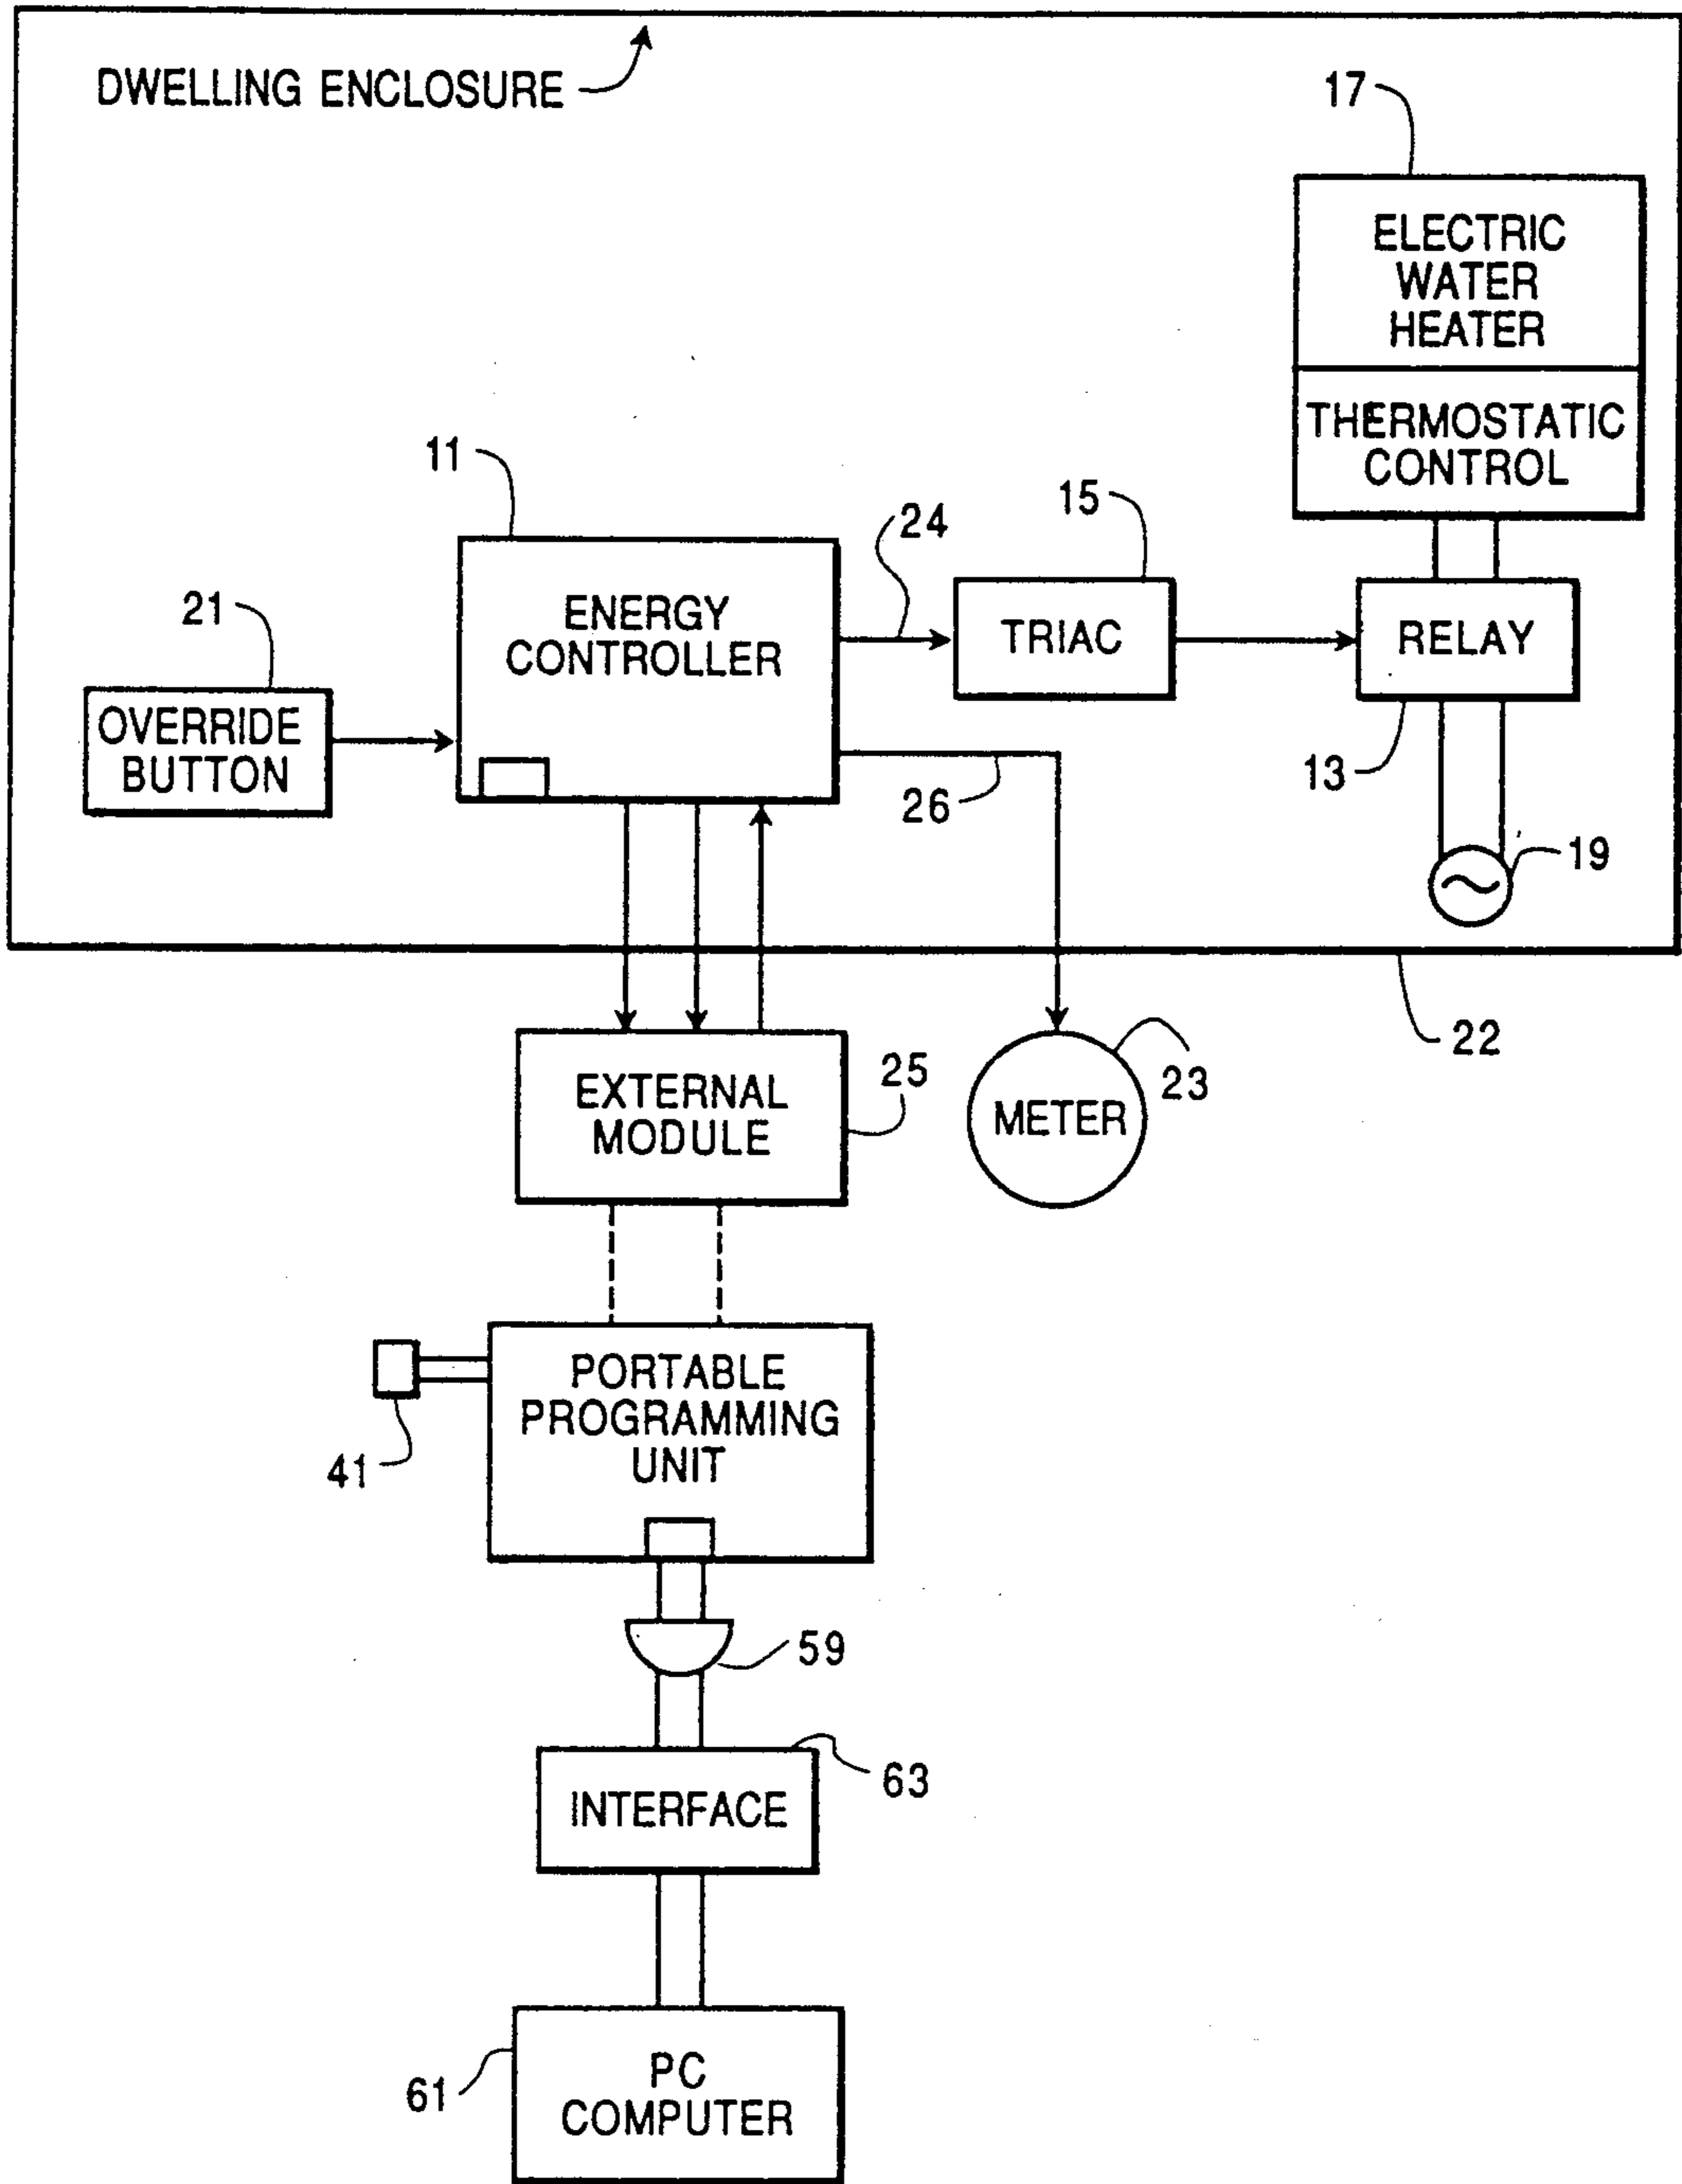 DWELLING ENCLOSURE
17
ELECTRIC
WATER
HEATER
THERMOSTATIC
CONTROL
11
24
15
21
ENERGY
CONTROLLER
TRIAC
RELAY
OVERRIDE
BUTTON
26
13
19
22
EXTERNAL
MODULE
25
METER
23
PORTABLE
PROGRAMMING
UNIT
41
59
INTERFACE
63
PC
COMPUTER
61